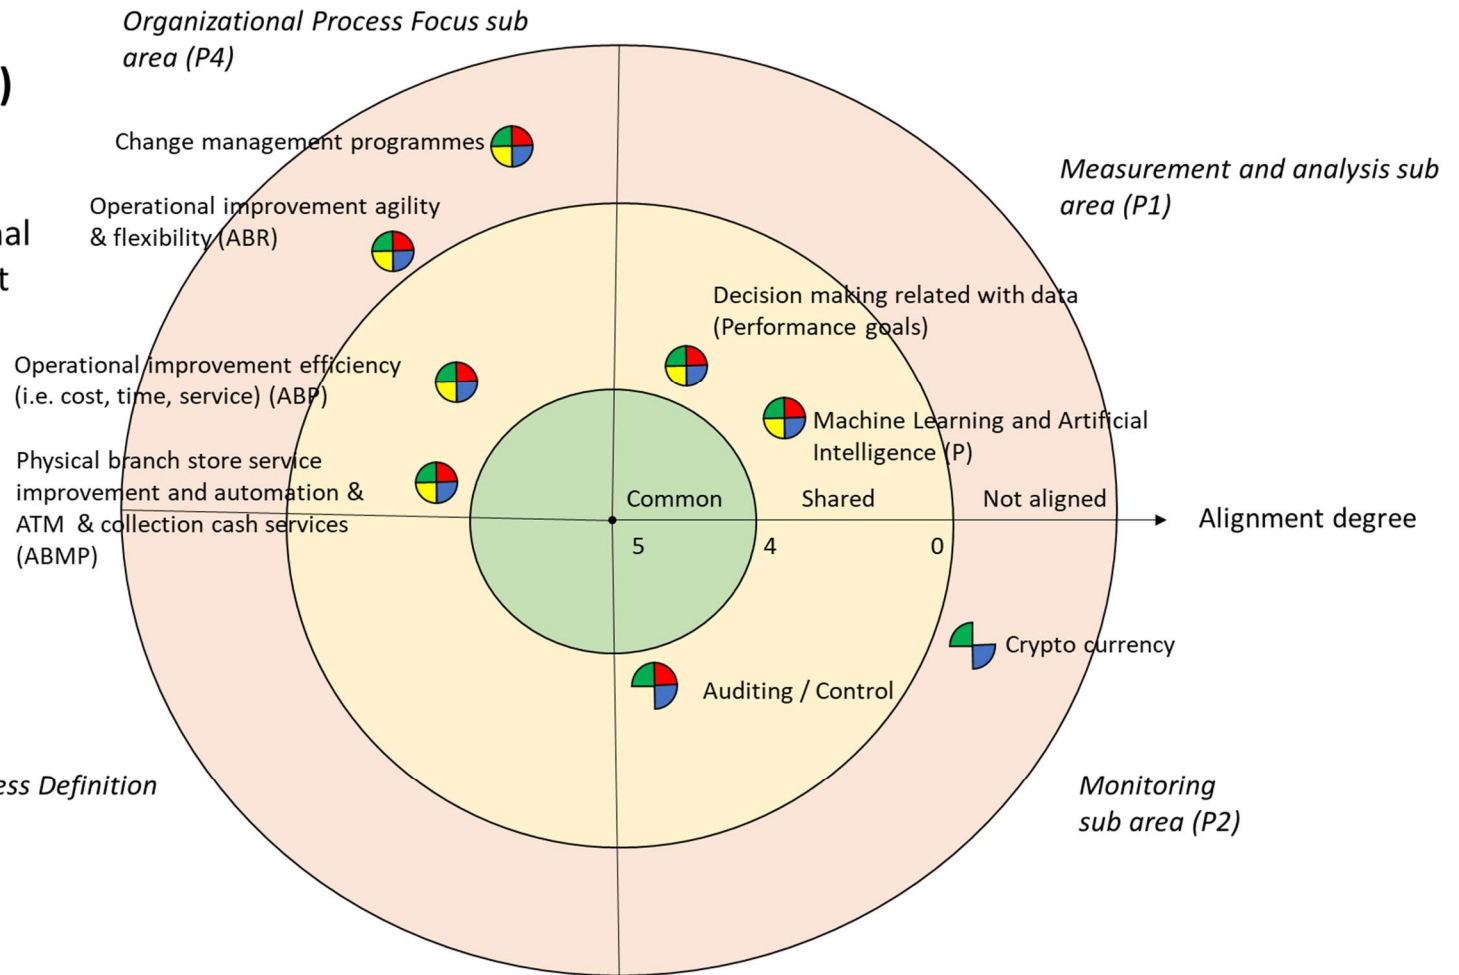 Organizational Process Focus sub
area (P4)
)
Change management programmes
Measurement and analysis sub
area (P1)
Operational improvement agility
& flexibility (ABR)
al
t
Decision making related with data
(Performance goals)
Operational improvement efficiency
(i.e. cost, time, service) (ABP)
Machine Learning and Artificial
Intelligence (P)
Physical branch store service
improvement and automation &
ATM & collection cash services
(ABMP)
Common
Shared
Not aligned
Alignment degree
5
4
0
Crypto currency
Auditing / Control
ess Definition
Monitoring
sub area (P2)